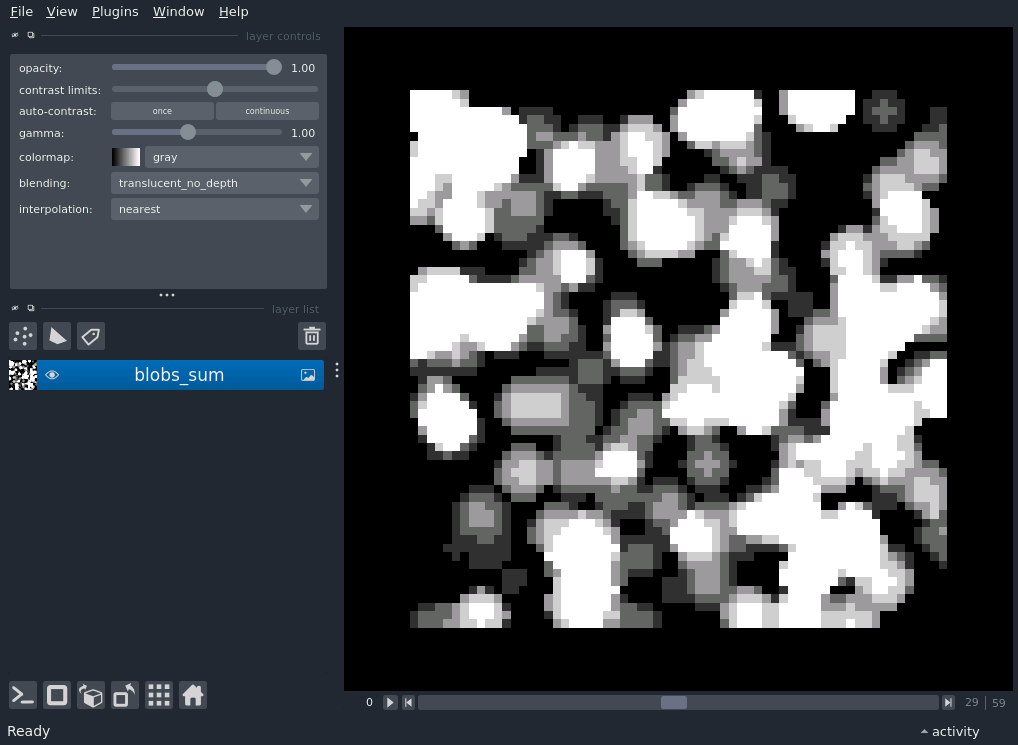 File View Plugins Window Help
layer controls
opacity: 1.00
contrast limits:
auto-contrast: once continuous
gamma: 1.00
colormap: gray
blending: translucent_no_depth
interpolation: nearest
layer list
blobs_sum
0 29 59
Ready activity